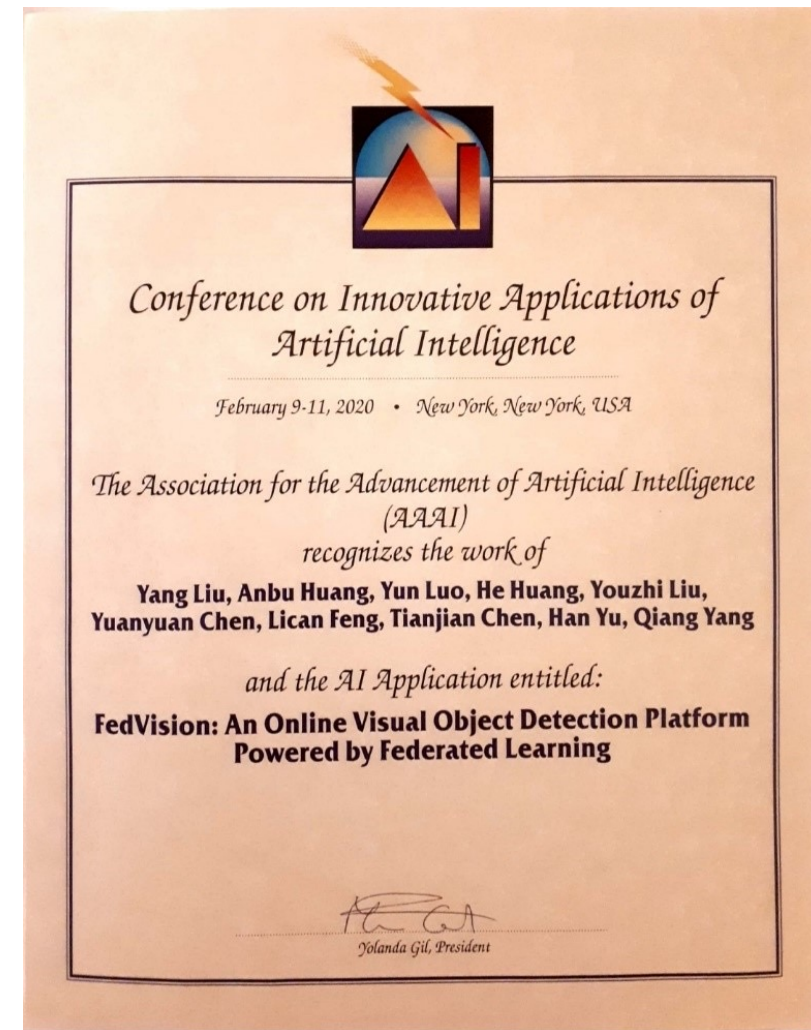 AI
Conference on Innovative Applications of
Artificial Intelligence
February 9-11, 2020 • New York, New York, USA
The Association for the Advancement of Artificial Intelligence
(AAAI)
recognizes the work of
Yang Liu, Anbu Huang, Yun Luo, He Huang, Youzhi Liu,
Yuanyuan Chen, Lican Feng, Tianjian Chen, Han Yu, Qiang Yang
and the AI Application entitled:
FedVision: An Online Visual Object Detection Platform
Powered by Federated Learning
Yolanda Gil, President